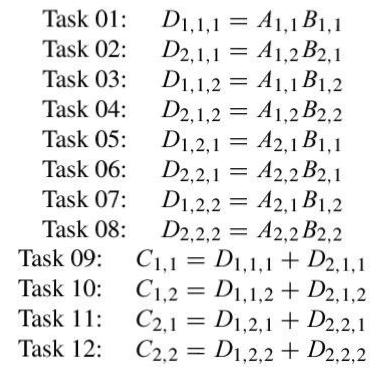 Task 01: D1,1,1 = A1,1B1,1
Task 02: D2,1,1 = A1,2B2,1
Task 03: D1,1,2 = A1,1B1,2
Task 04: D2,1,2 = A1,2B2,2
Task 05: D1,2,1 = A2,1B1,1
Task 06: D2,2,1 = A2,2B2,1
Task 07: D1,2,2 = A2,1B1,2
Task 08: D2,2,2 = A2,2B2,2
Task 09: C1,1 = D1,1,1 + D2,1,1
Task 10: C1,2 = D1,1,2 + D2,1,2
Task 11: C2,1 = D1,2,1 + D2,2,1
Task 12: C2,2 = D1,2,2 + D2,2,2